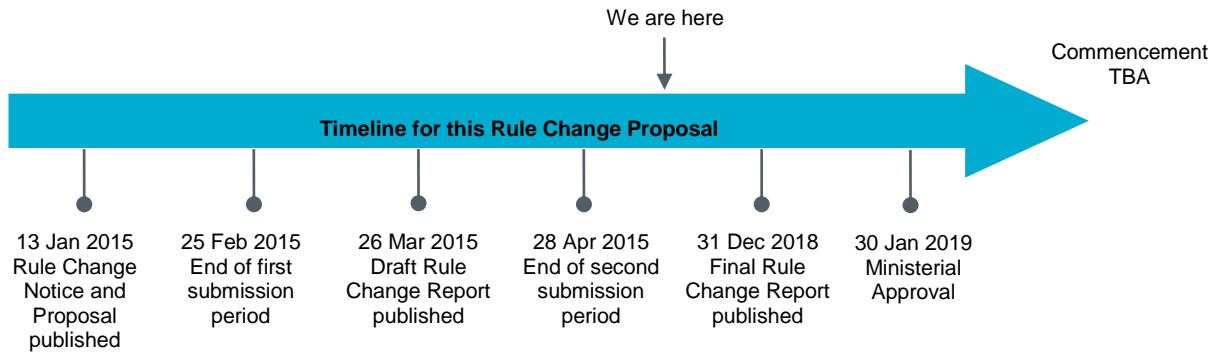 We are here
Commencement
TBA
Timeline for this Rule Change Proposal
13 Jan 2015
Rule Change
Notice and
Proposal
published
25 Feb 2015
End of first
submission
period
26 Mar 2015
Draft Rule
Change Report
published
28 Apr 2015
End of second
submission
period
31 Dec 2018
Final Rule
Change Report
published
30 Jan 2019
Ministerial
Approval